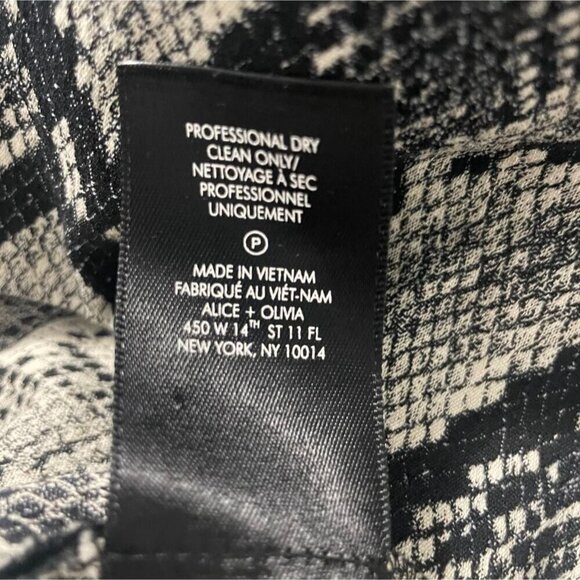 PROFESSIONAL DRY
CLEAN ONLY/
NETTOYAGE À SEC
PROFESSIONNEL
UNIQUEMENT
P
MADE IN VIETNAM
FABRIQUÉ AU VIÊT-NAM
ALICE + OLIVIA
450 W 14TH ST 11 FL
NEW YORK, NY 10014